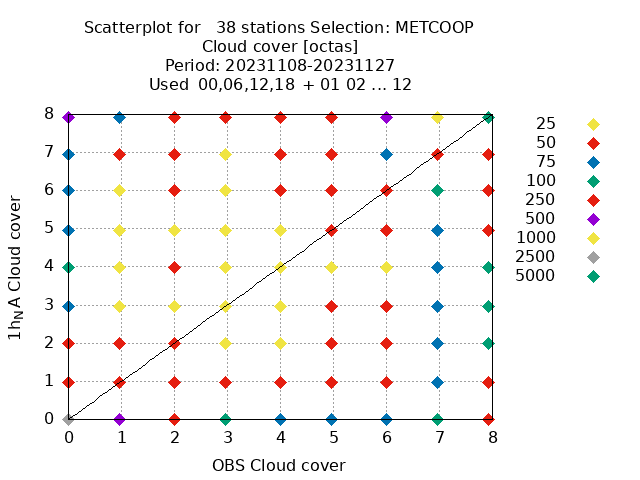 Scatterplot for   38 stations Selection: METCOOP
Cloud cover [octas]
Period: 20231108-20231127
Used  00,06,12,18 + 01 02 ... 12
8
7
6
5
4
3
2
1
0
0 1 2 3 4 5 6 7 8
1h_NA Cloud cover
OBS Cloud cover
25
50
75
100
250
500
1000
2500
5000